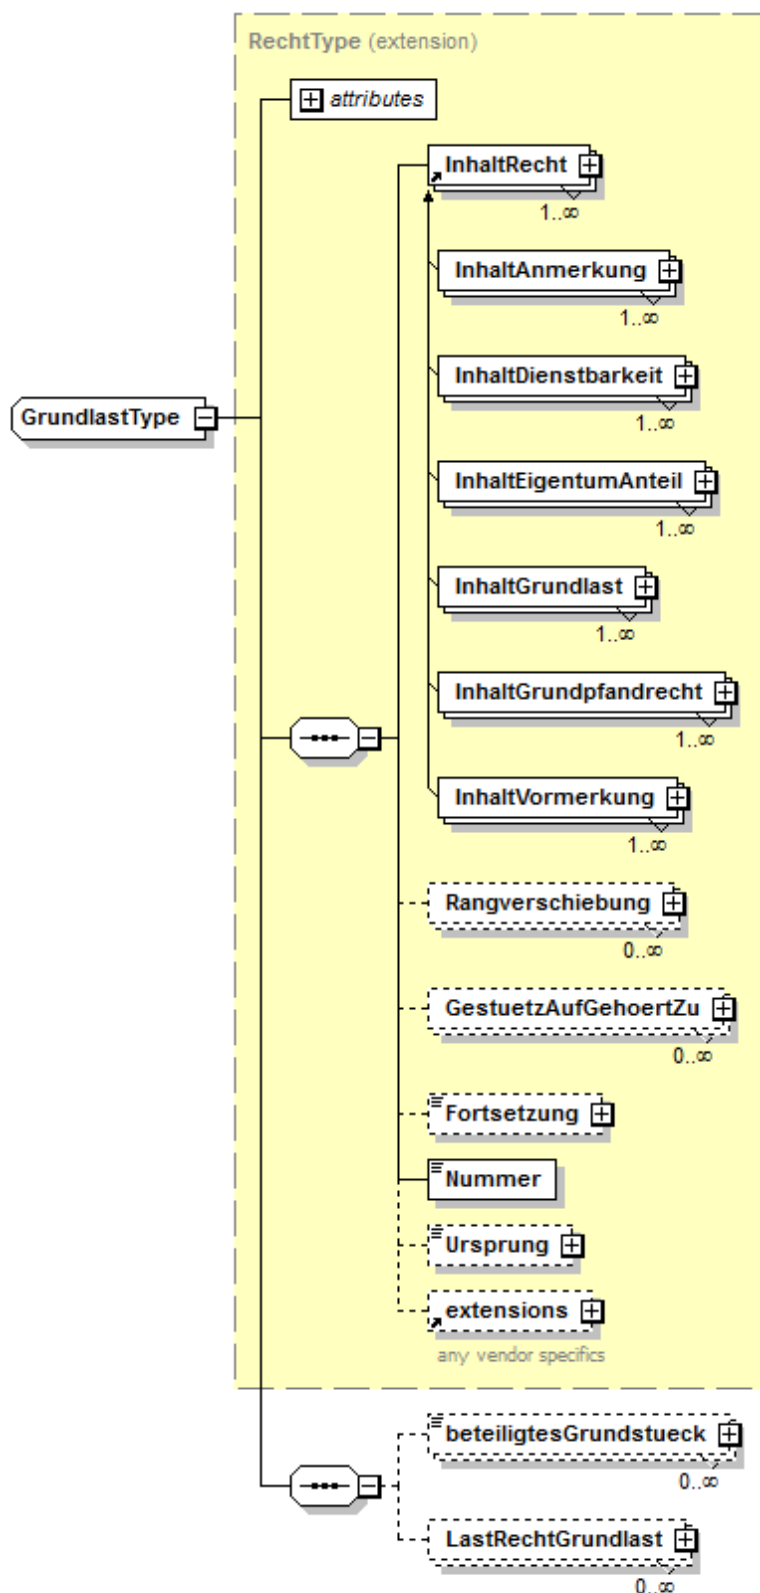 RechtType (extension)
attributes
InhaltRecht
1..∞
InhaltAnmerkung
1..∞
InhaltDienstbarkeit
1..∞
GrundlastType
InhaltEigentumAnteil
1..∞
InhaltGrundlast
1..∞
InhaltGrundpfandrecht
1..∞
InhaltVormerkung
1..∞
Rangverschiebung
0..∞
GestuetzAufGehoertZu
0..∞
Fortsetzung
Nummer
Ursprung
extensions
any vendor specifics
beteiligtesGrundstueck
0..∞
LastRechtGrundlast
0..∞